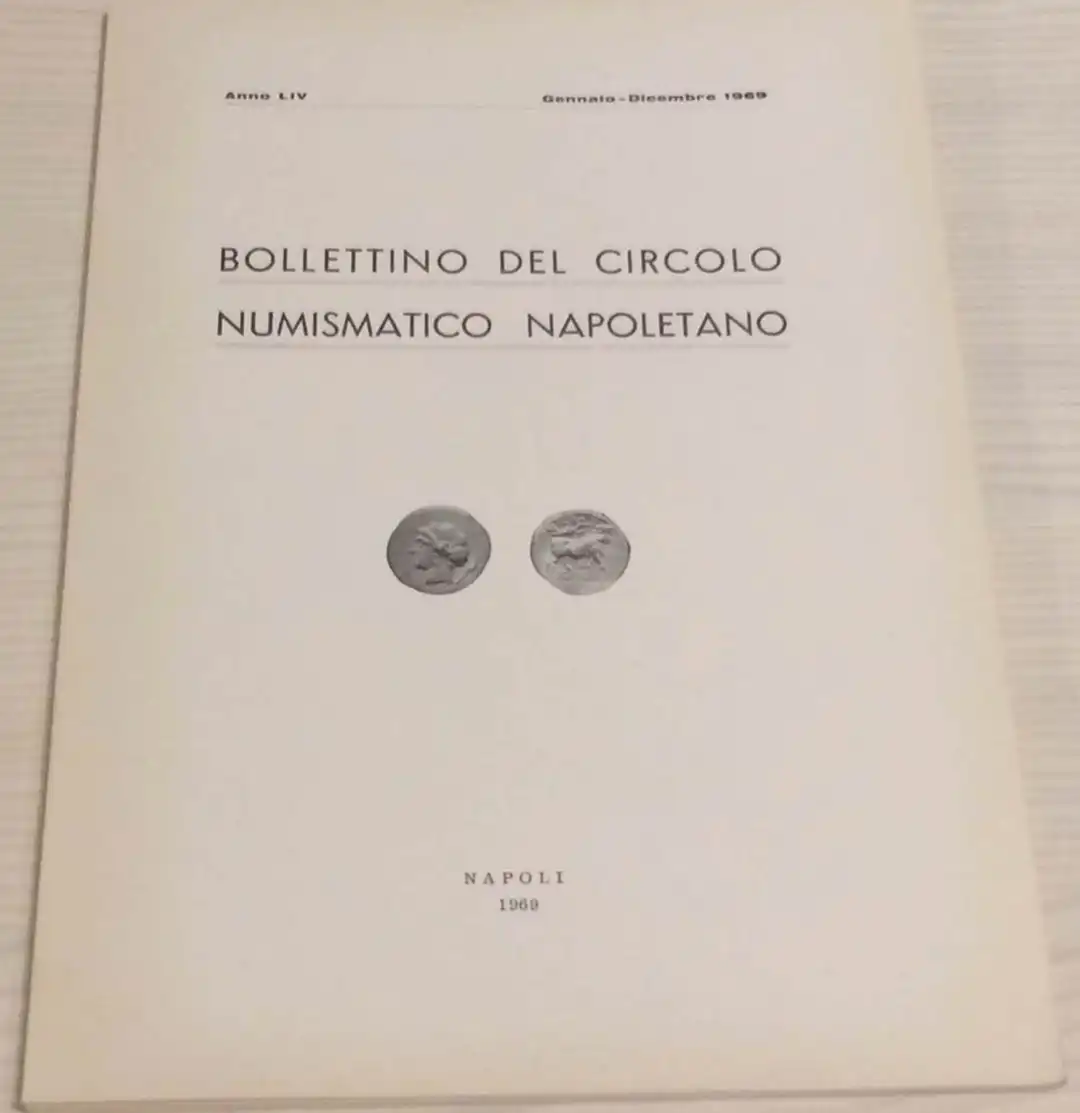 Anno LIV Gennaio - Dicembre 1969
BOLLETTINO DEL CIRCOLO
NUMISMATICO NAPOLETANO
NAPOLI
1969